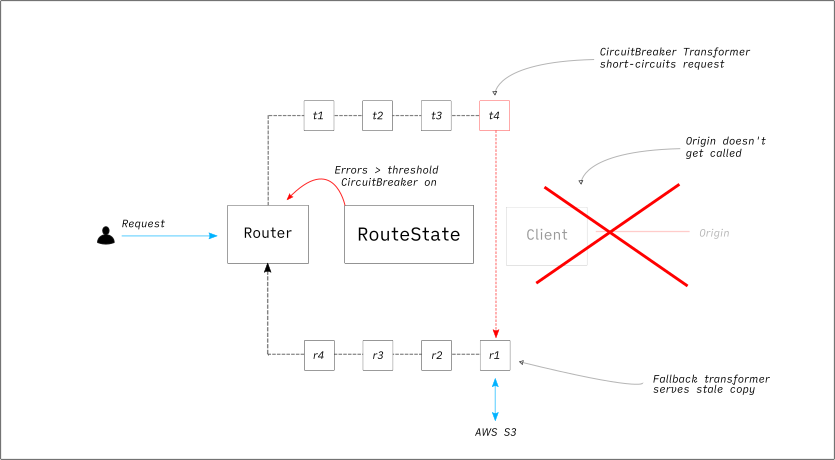 CircuitBreaker Transformer
short-circuits request
t1
t2
t3
t4
Origin doesn't
get called
Errors > threshold
CircuitBreaker on
Request
Router
RouteState
Client
Origin
r4
r3
r2
r1
Fallback transformer
serves stale copy
AWS S3